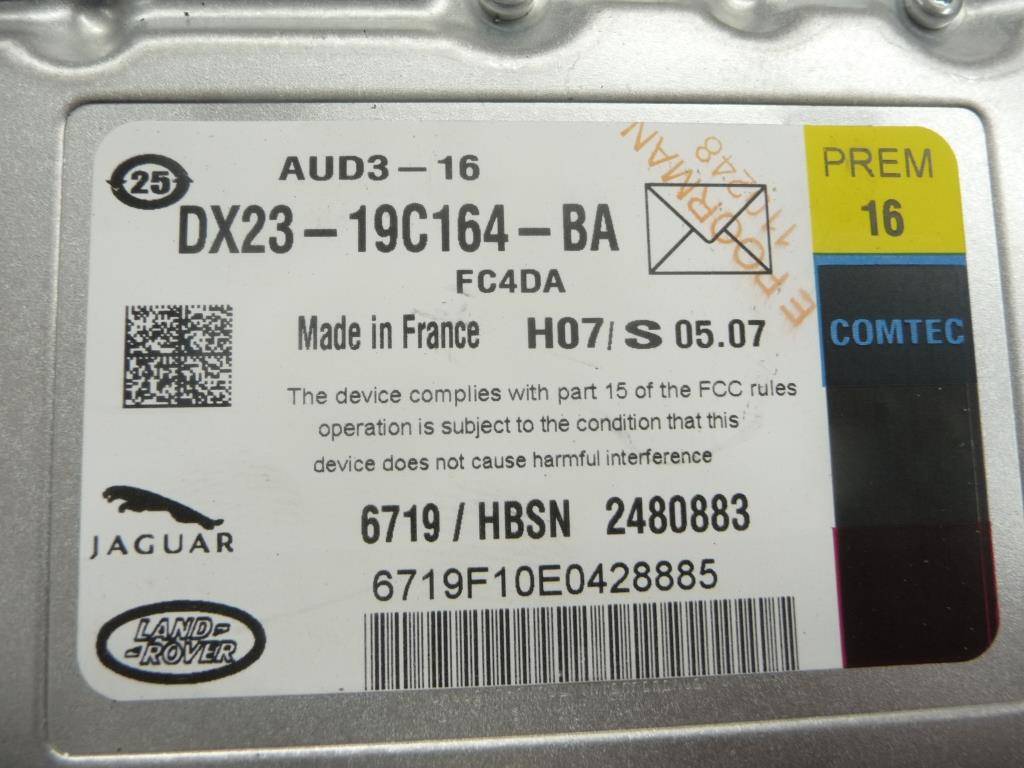 25
AUD3-16
DX23-19C164-BA
FC4DA
PREM
16
COMTEC
E POORMAN
110248
Made in France H07/S 05.07
The device complies with part 15 of the FCC rules
operation is subject to the condition that this
device does not cause harmful interference
JAGUAR
6719/HBSN 2480883
6719F10E0428885
LAND-
-ROVER